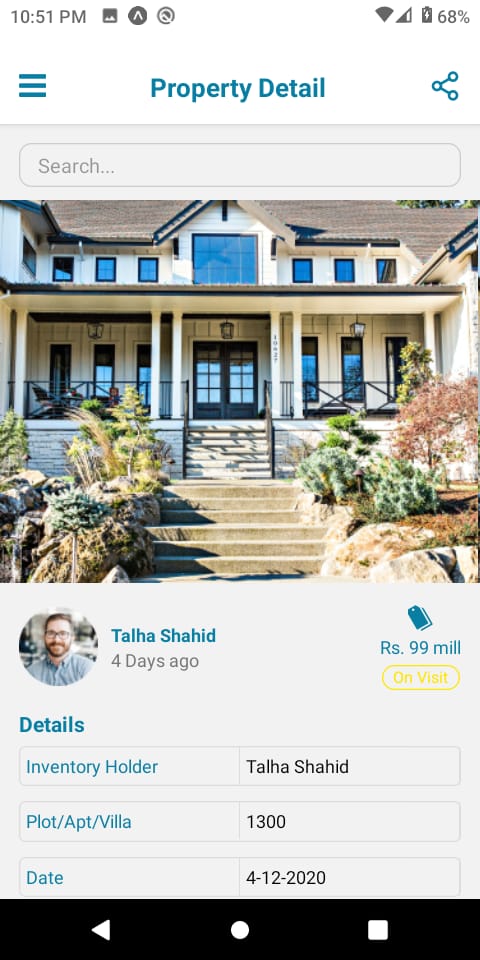 10:51 PM
68%
Property Detail
Search...
10627
Talha Shahid
4 Days ago
Rs. 99 mill
On Visit
Details
Inventory Holder Talha Shahid
Plot/Apt/Villa 1300
Date 4-12-2020